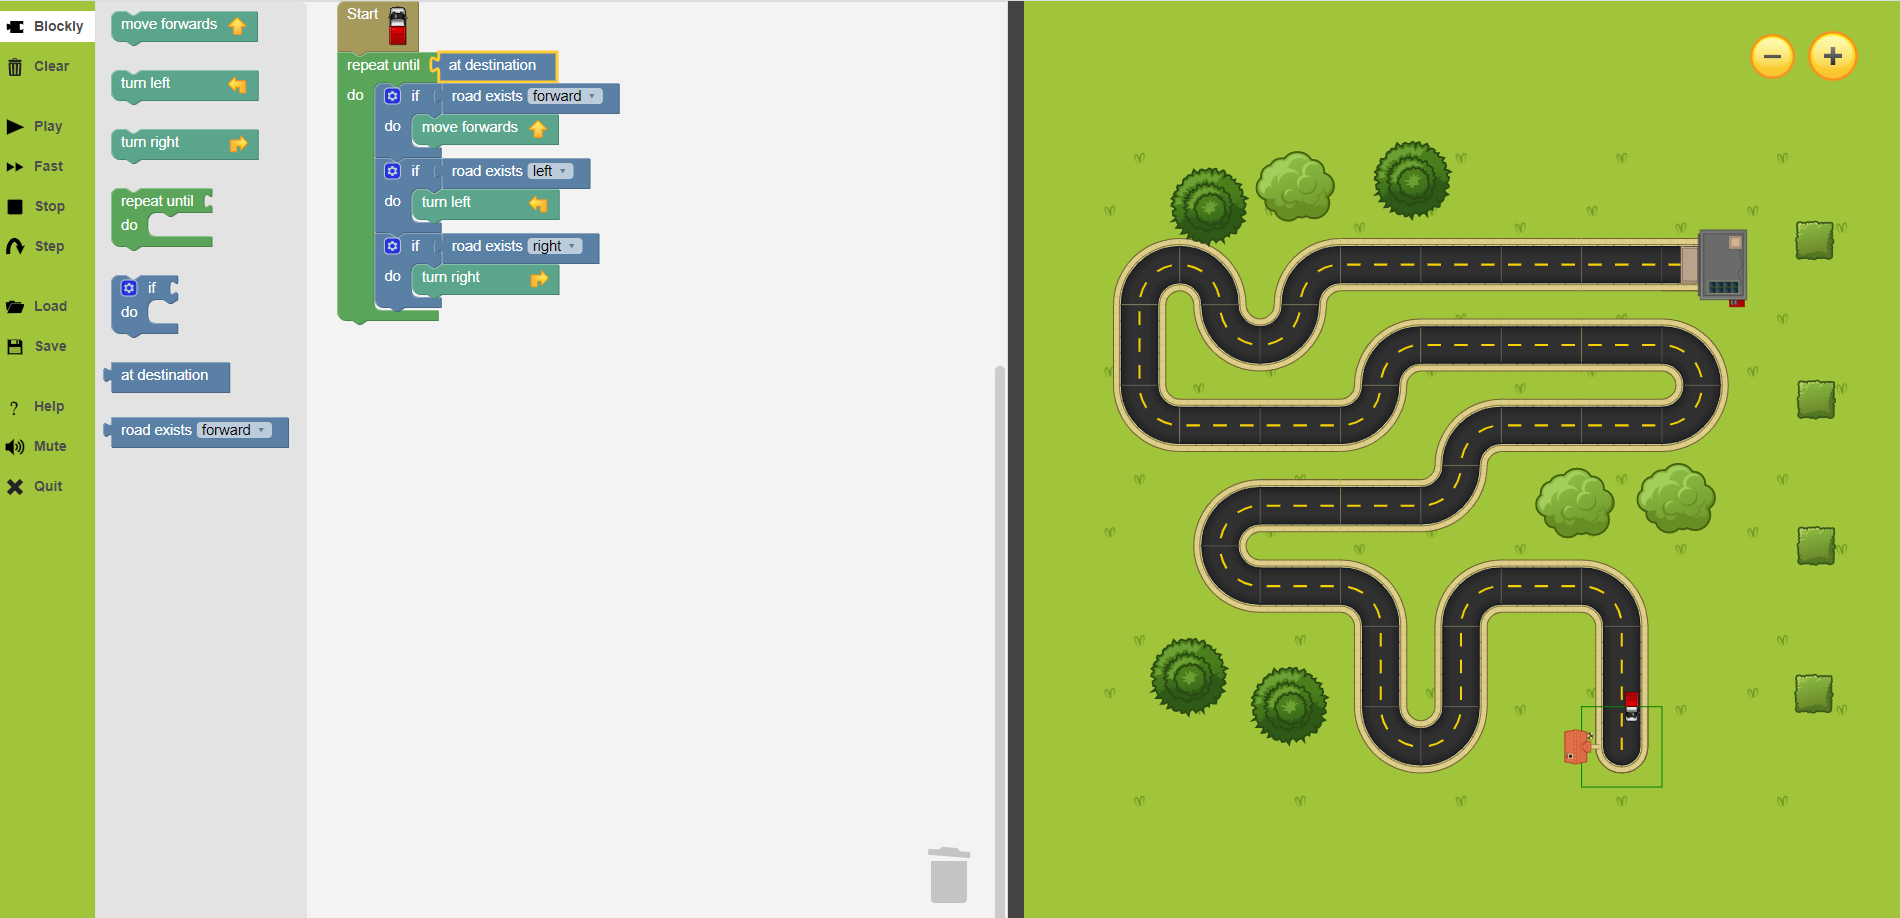 Blockly
Clear
Play
Fast
Stop
Step
Load
Save
? Help
Mute
Quit
move forwards
turn left
turn right
repeat until
do
if
do
at destination
road exists forward
Start
repeat until at destination
do if road exists forward
do move forwards
if road exists left
do turn left
if road exists right
do turn right